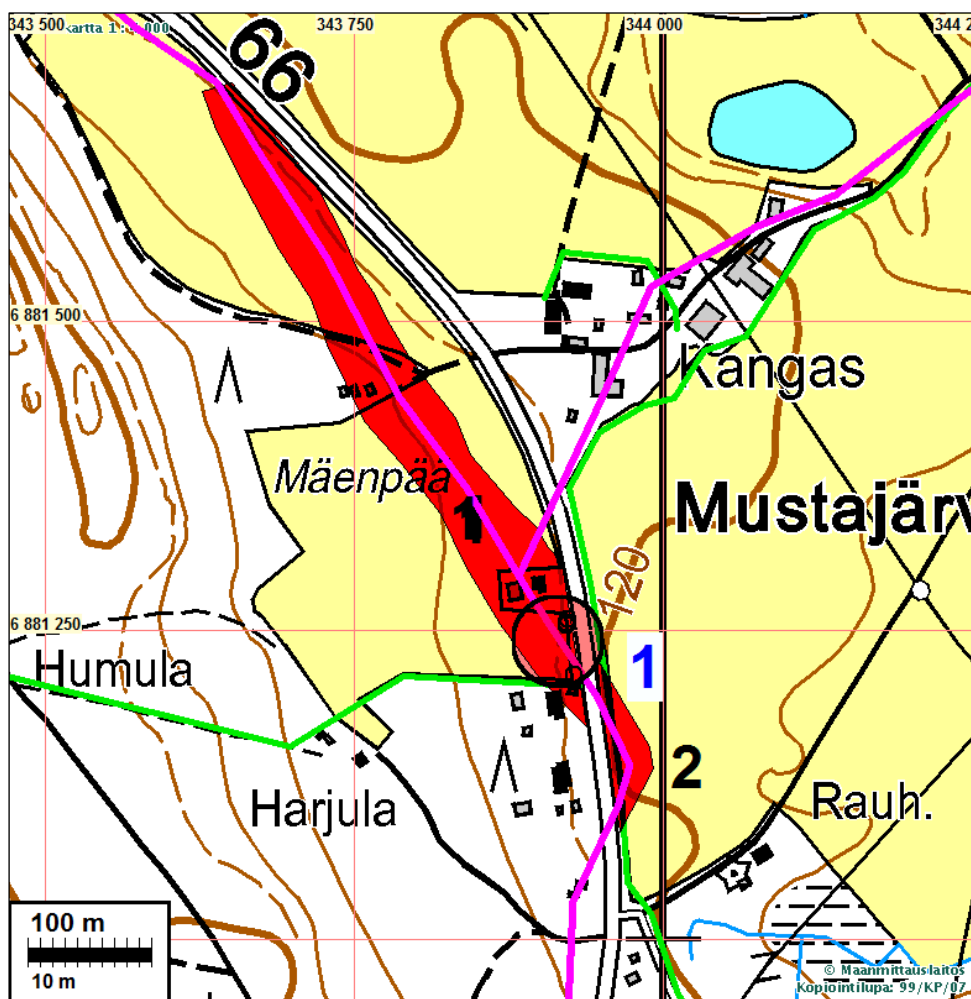 343 500
343 750
344 000
344 2
kartta 1 :
000
66
6 881 500
Kangas
Mäenpää
Mustajärv
120
6 881 250
1
1
Humula
2
Harjula
Rauh.
100 m
10 m
© Maanmittauslaitos
Kopiointilupa: 99/KP/07